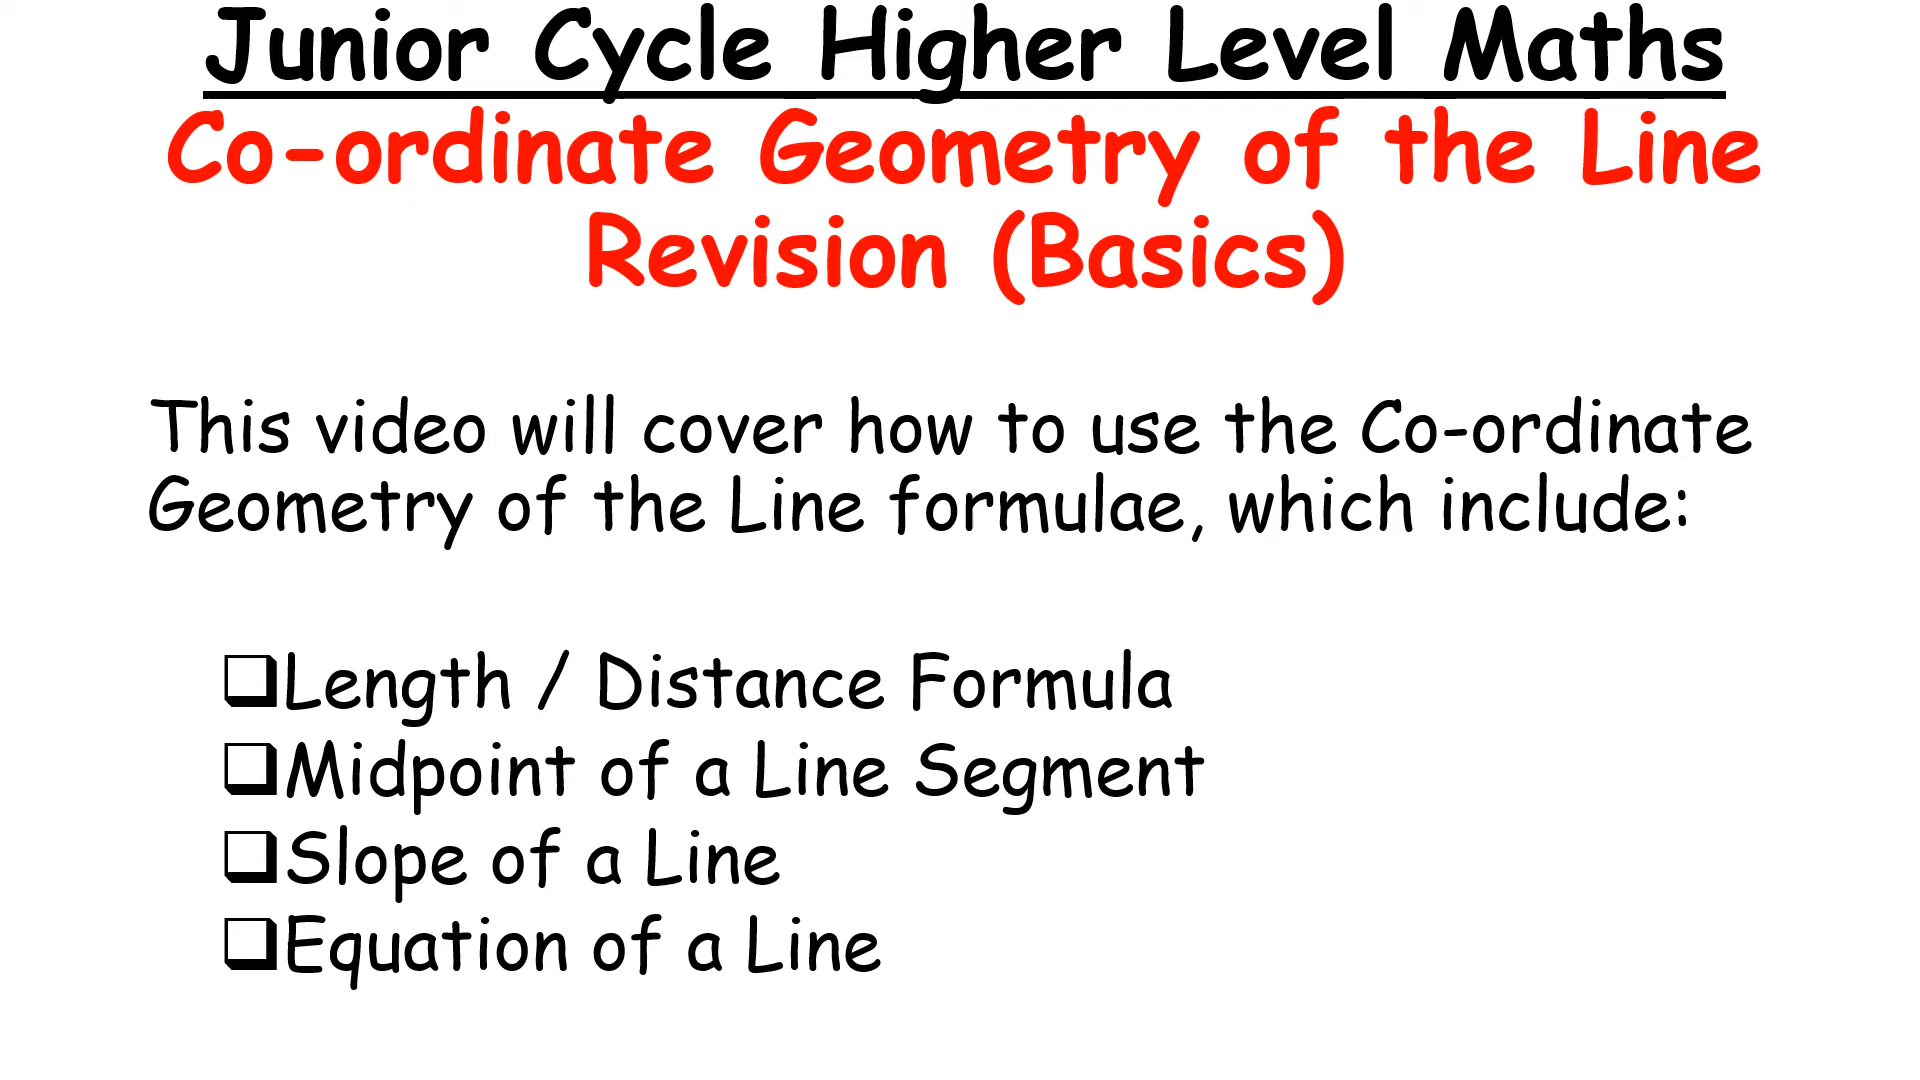 Junior Cycle Higher Level Maths
Co-ordinate Geometry of the Line
Revision (Basics)
This video will cover how to use the Co-ordinate
Geometry of the Line formulae, which include:
❑Length / Distance Formula
❑Midpoint of a Line Segment
❑Slope of a Line
❑Equation of a Line